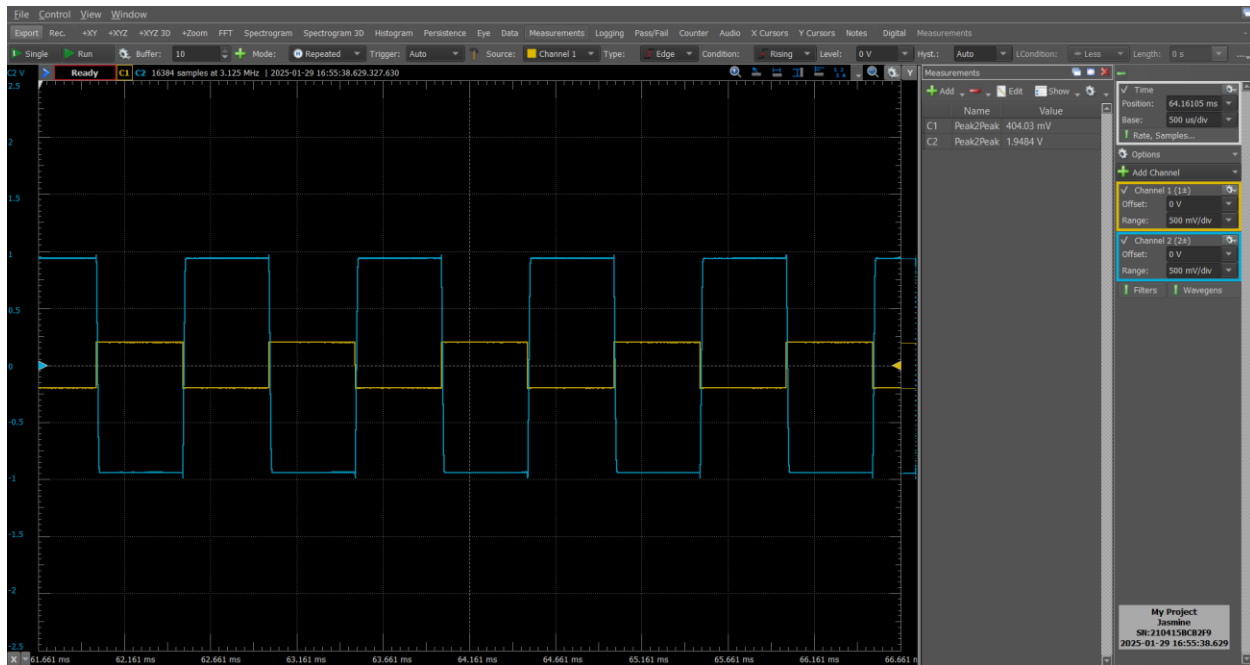 File Control View Window
Export Rec. +XY +XYZ +XYZ 3D +Zoom FFT Spectrogram Spectrogram 3D Histogram Persistence Eye Data Measurements Logging Pass/Fail Counter Audio X Cursors Y Cursors Notes Digital Measurements
Single Run Buffer: 10 Mode: Repeated Trigger: Auto Source: Channel 1 Type: Edge Condition: Rising Level: 0 V Hyst.: Auto LCondition: Less Length: 0 s
C2 V Ready C1 C2 16384 samples at 3.125 MHz | 2025-01-29 16:55:38.629.327.630 Y
2.5
2
1.5
1
0.5
0
-0.5
-1
-1.5
-2
-2.5
X 61.661 ms 62.161 ms 62.661 ms 63.161 ms 63.661 ms 64.161 ms 64.661 ms 65.161 ms 65.661 ms 66.161 ms 66.661
Measurements
Add Edit Show
Name Value
C1 Peak2Peak 404.03 mV
C2 Peak2Peak 1.9484 V
Time
Position: 64.16105 ms
Base: 500 us/div
Rate, Samples...
Options
Add Channel
Channel 1 (1±)
Offset: 0 V
Range: 500 mV/div
Channel 2 (2±)
Offset: 0 V
Range: 500 mV/div
Filters Wavegens
My Project
Jasmine
SN:210415BCB2F9
2025-01-29 16:55:38.629